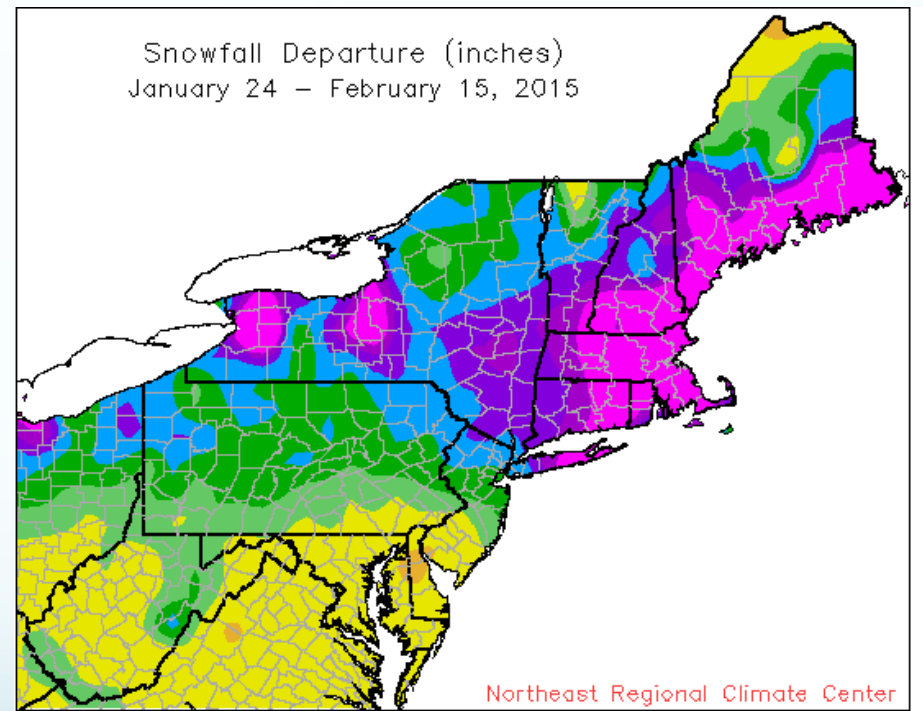 Snowfall Departure (inches)
January 24 – February 15, 2015
Northeast Regional Climate Center